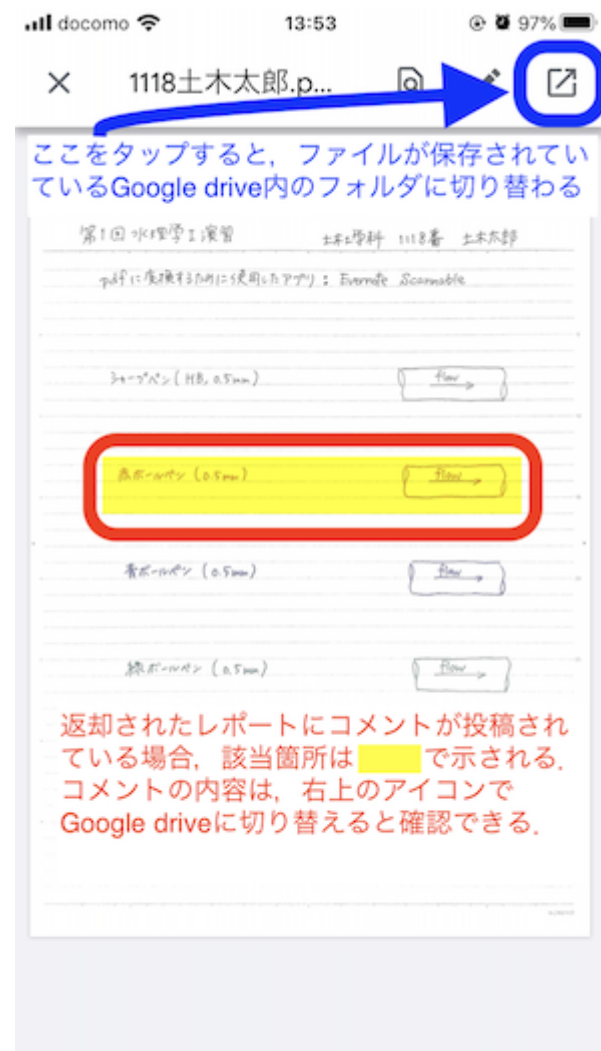 docomo 13:53 97%
1118土木太郎.p...
ここをタップすると，ファイルが保存されてい
ているGoogle drive内のフォルダに切り替わる
第1回 水理学I演習 土木工学科 1118番 土木太郎
pdfに変換するために使用したアプリ：Evernote Scannable
シャープペン(HB, 0.5mm) flow
赤ボールペン (0.5mm) flow
青ボールペン (0.5mm) flow
緑ボールペン (0.5mm) flow
返却されたレポートにコメントが投稿され
ている場合，該当箇所は で示される．
コメントの内容は，右上のアイコンで
Google driveに切り替えると確認できる．